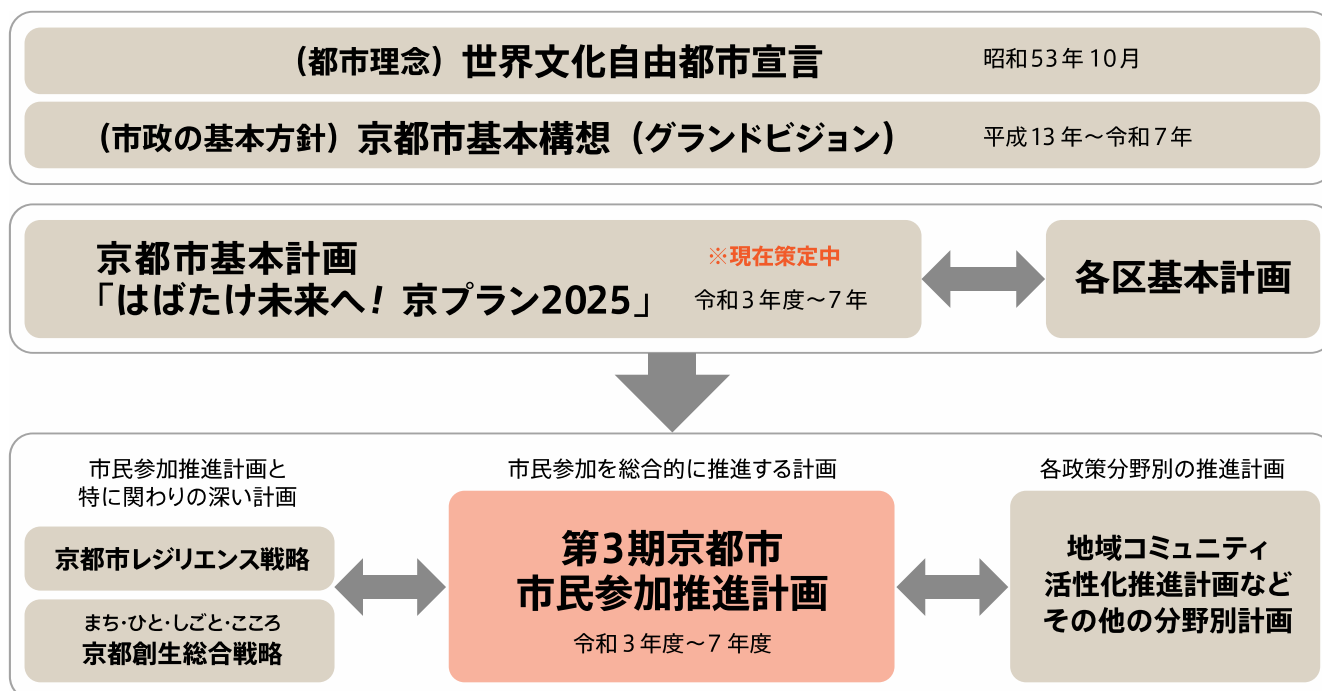 （都市理念）世界文化自由都市宣言 昭和53年10月
（市政の基本方針）京都市基本構想（グランドビジョン） 平成13年～令和7年
京都市基本計画
「はばたけ未来へ！ 京プラン2025」
※現在策定中
令和3年度～7年
各区基本計画
市民参加推進計画と
特に関わりの深い計画
京都市レジリエンス戦略
まち・ひと・しごと・こころ
京都創生総合戦略
市民参加を総合的に推進する計画
第3期京都市
市民参加推進計画
令和3年度～7年度
各政策分野別の推進計画
地域コミュニティ
活性化推進計画など
その他の分野別計画